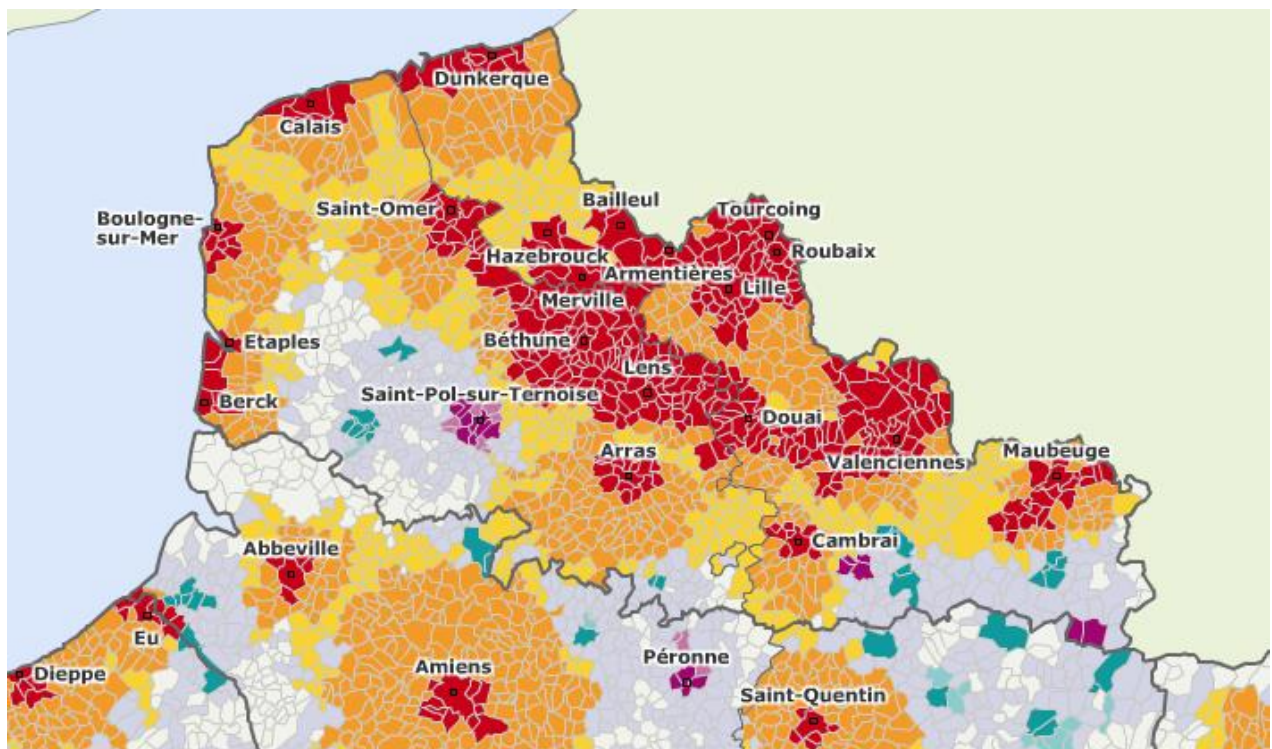 Dunkerque
Calais
Bailleul
Saint-Omer
Tourcoing
Boulogne-
sur-Mer
Roubaix
Hazebrouck
Armentières
Lille
Merville
Etaples
Béthune
Lens
Saint-Pol-sur-Ternoise
Berck
Douai
Arras
Maubeuge
Valenciennes
Cambrai
Abbeville
Eu
Péronne
Amiens
Dieppe
Saint-Quentin